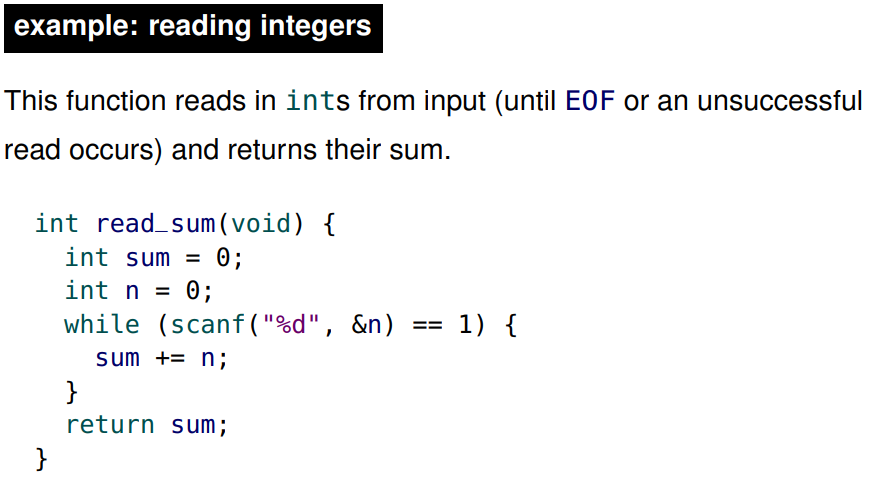 example: reading integers
This function reads in ints from input (until EOF or an unsuccessful
read occurs) and returns their sum.
int read_sum(void) {
  int sum = 0;
  int n = 0;
  while (scanf("%d", &n) == 1) {
    sum += n;
  }
  return sum;
}